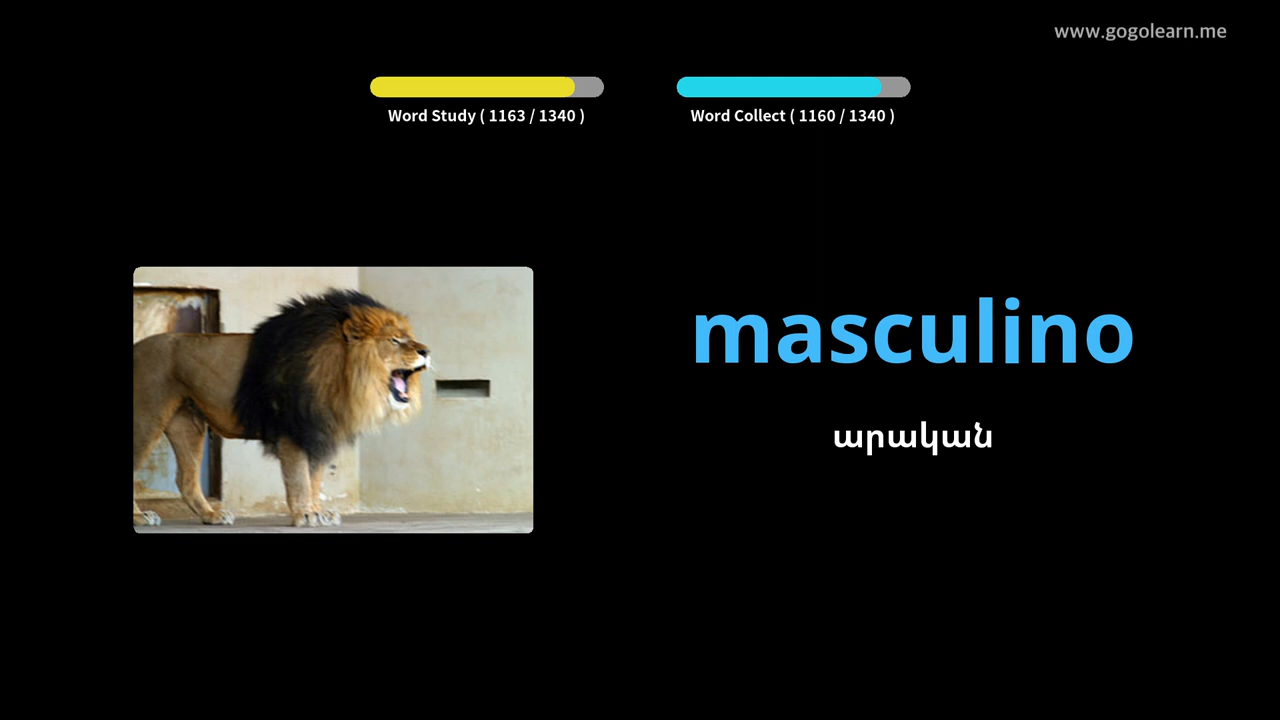 www.gogolearn.me
Word Study ( 1163 / 1340 )
Word Collect ( 1160 / 1340 )
masculino
արական